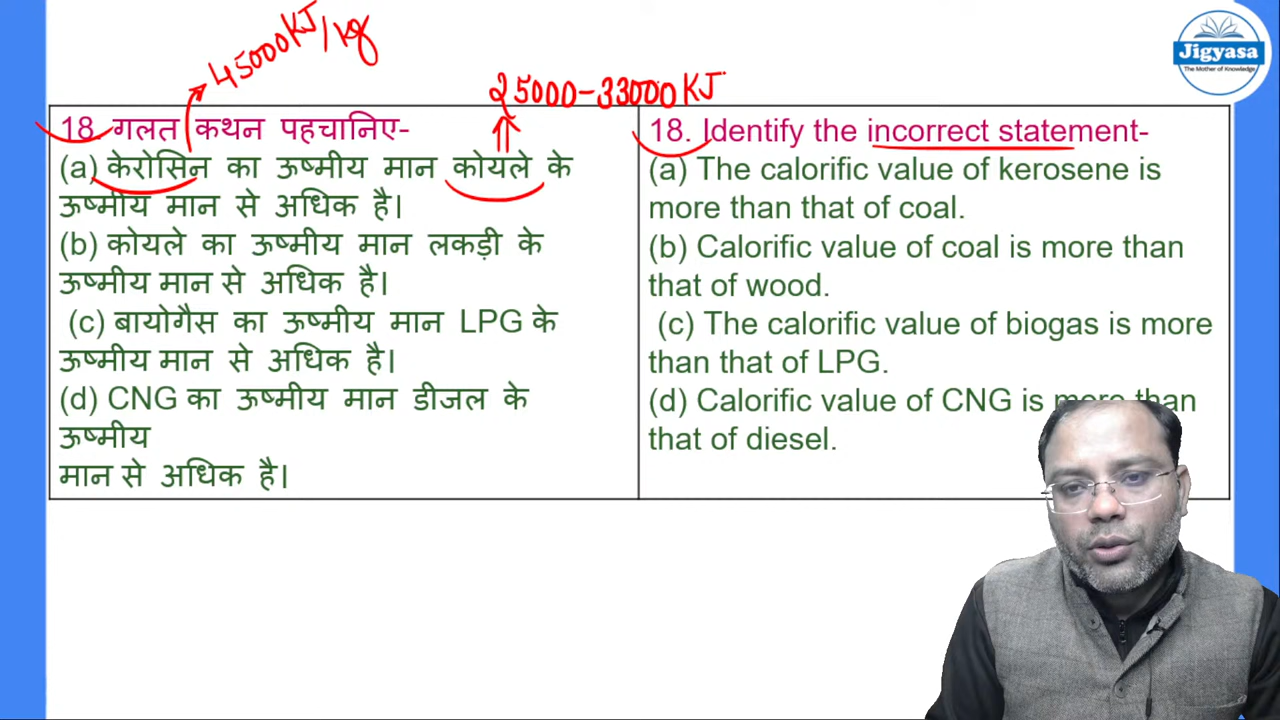 45000KJ/kg
25000-33000KJ
Jigyasa
The Mother of Knowledge
18. गलत कथन पहचानिए-
(a) केरोसिन का ऊष्मीय मान कोयले के
ऊष्मीय मान से अधिक है।
(b) कोयले का ऊष्मीय मान लकड़ी के
ऊष्मीय मान से अधिक है।
(c) बायोगैस का ऊष्मीय मान LPG के
ऊष्मीय मान से अधिक है।
(d) CNG का ऊष्मीय मान डीजल के
ऊष्मीय
मान से अधिक है।
18. Identify the incorrect statement-
(a) The calorific value of kerosene is
more than that of coal.
(b) Calorific value of coal is more than
that of wood.
(c) The calorific value of biogas is more
than that of LPG.
(d) Calorific value of CNG is more than
that of diesel.